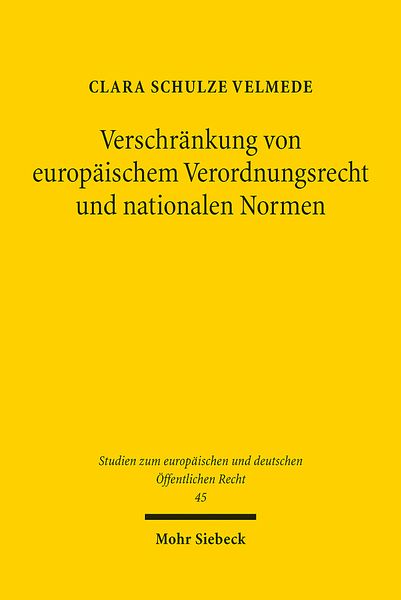 CLARA SCHULZE VELMEDE
Verschränkung von
europäischem Verordnungsrecht
und nationalen Normen
Studien zum europäischen und deutschen
Öffentlichen Recht
45
Mohr Siebeck